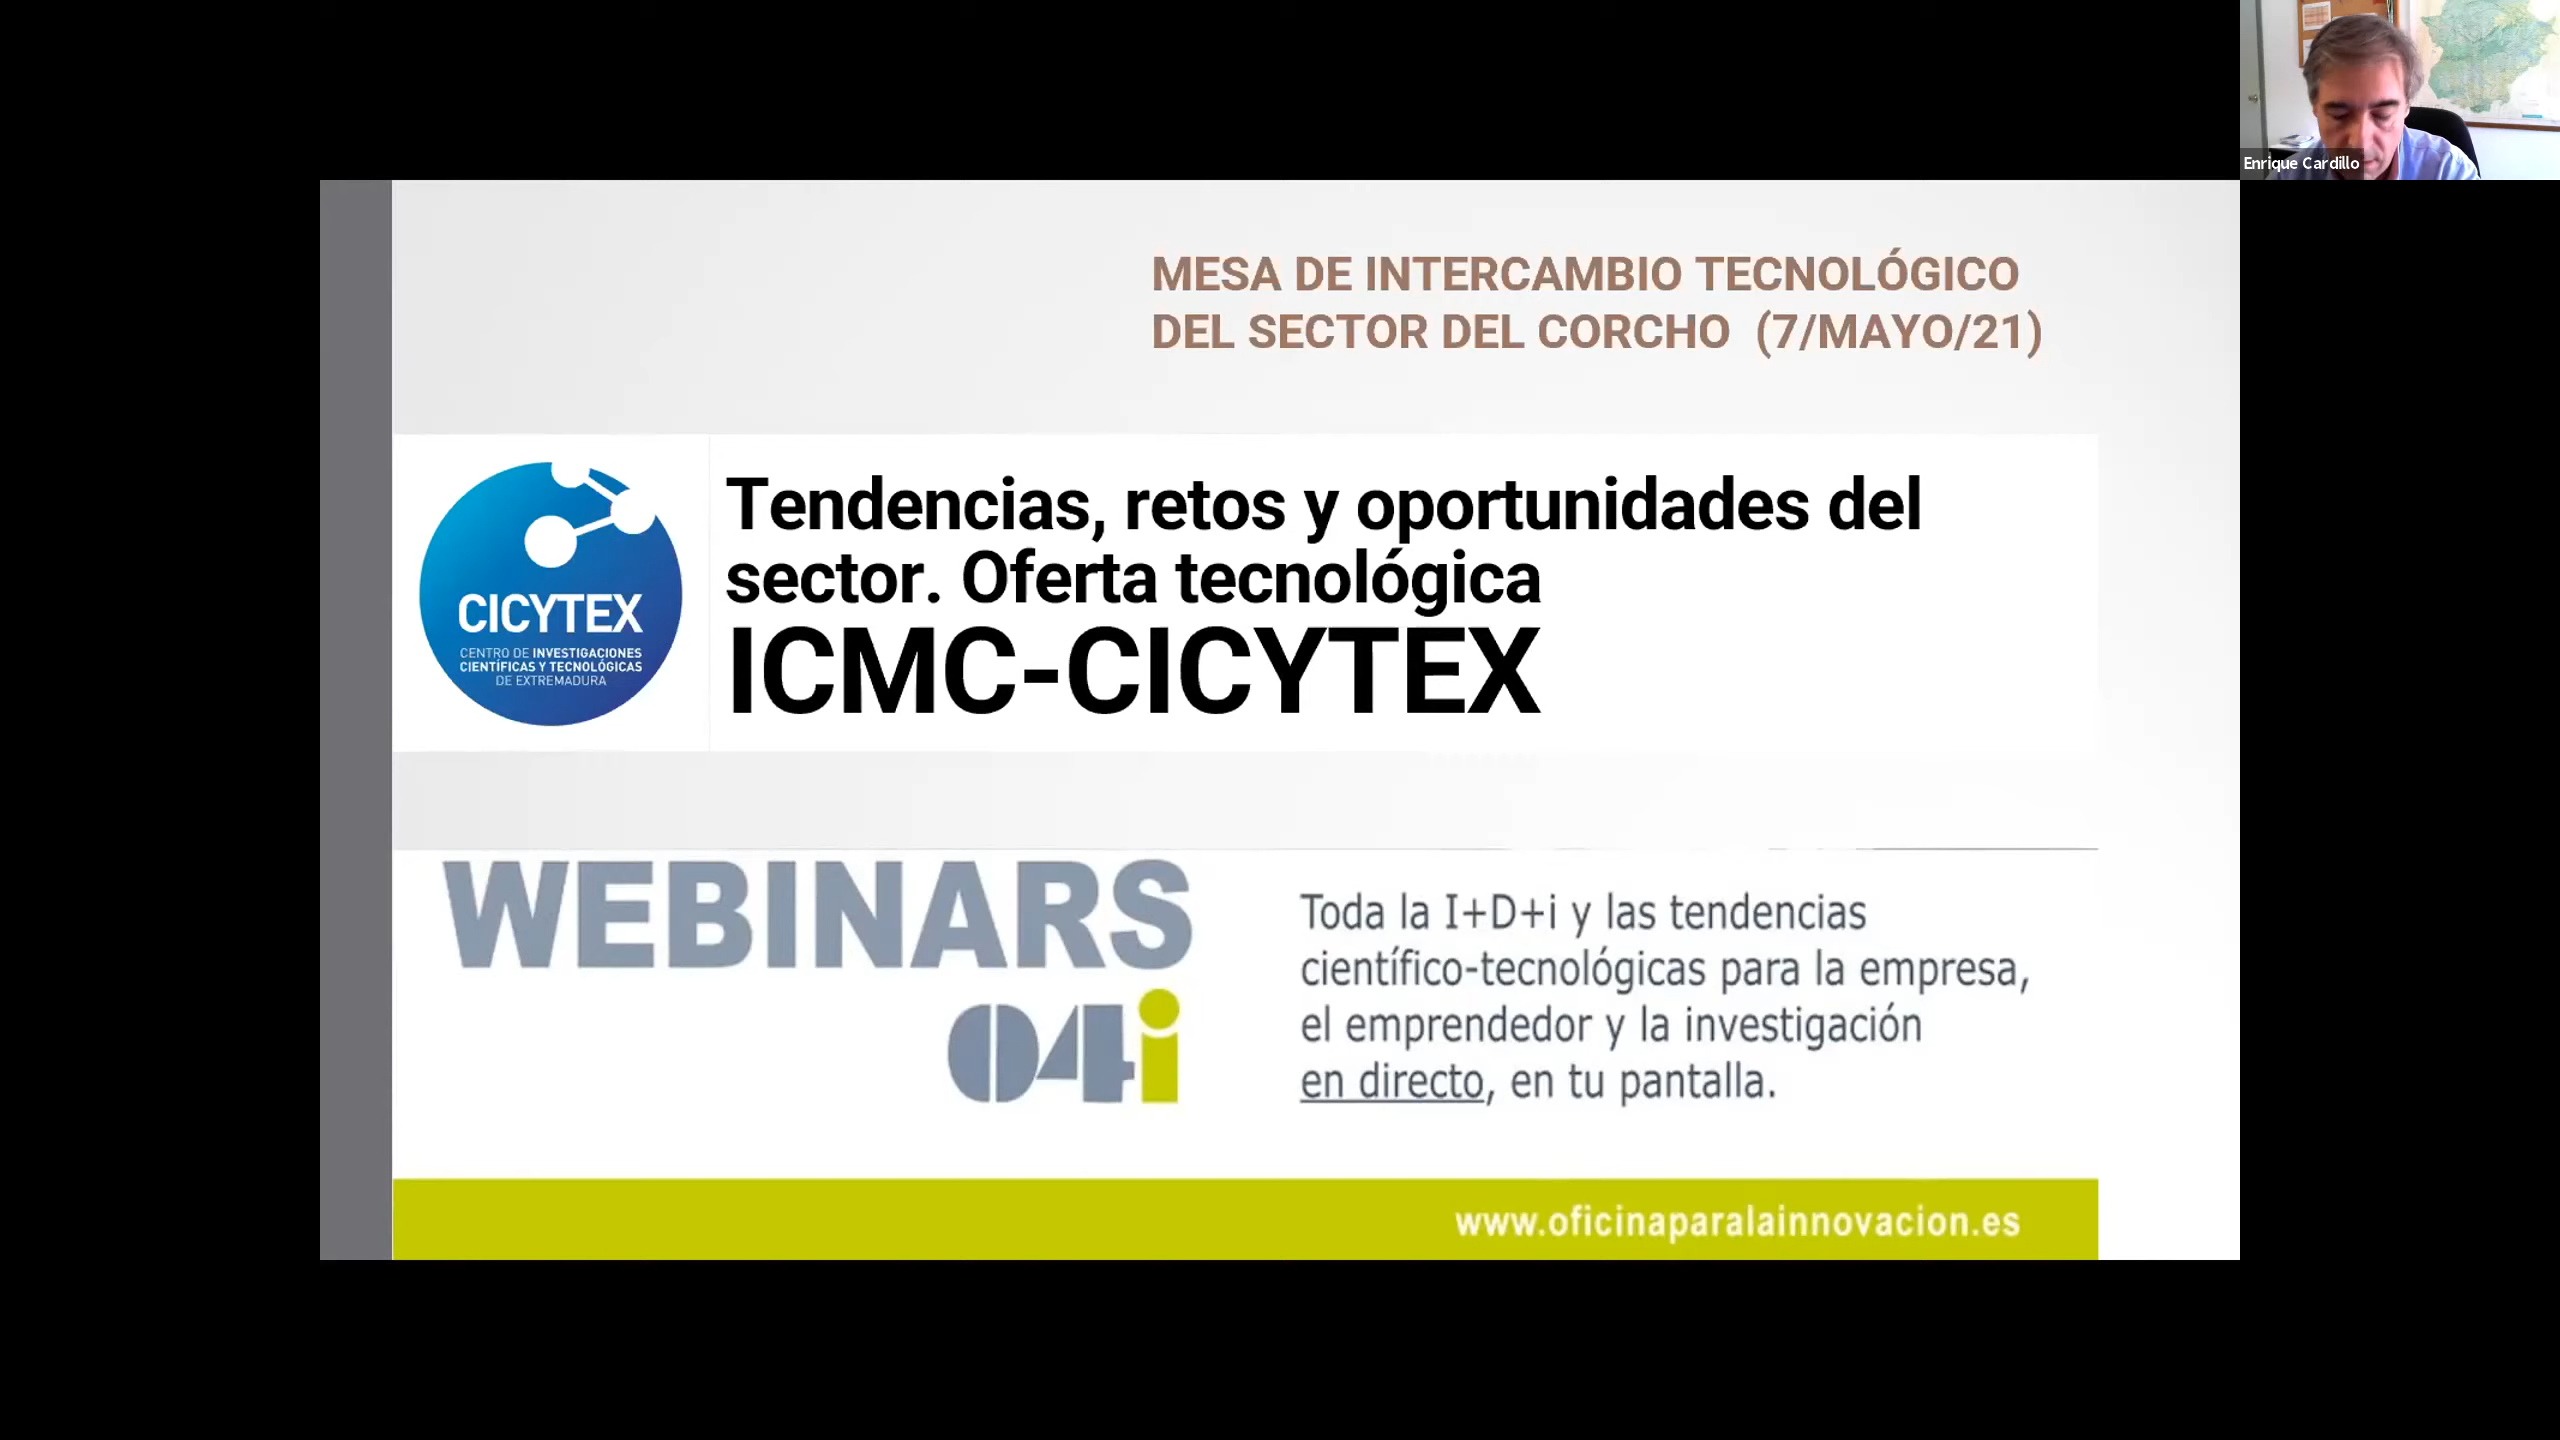 Enrique Cardillo
MESA DE INTERCAMBIO TECNOLÓGICO
DEL SECTOR DEL CORCHO (7/MAYO/21)
Tendencias, retos y oportunidades del
sector. Oferta tecnológica
ICMC-CICYTEX
CICYTEX
CENTRO DE INVESTIGACIONES
CIENTÍFICAS Y TECNOLÓGICAS
DE EXTREMADURA
WEBINARS
04i
Toda la I+D+i y las tendencias
científico-tecnológicas para la empresa,
el emprendedor y la investigación
en directo, en tu pantalla.
www.oficinaparalainnovacion.es